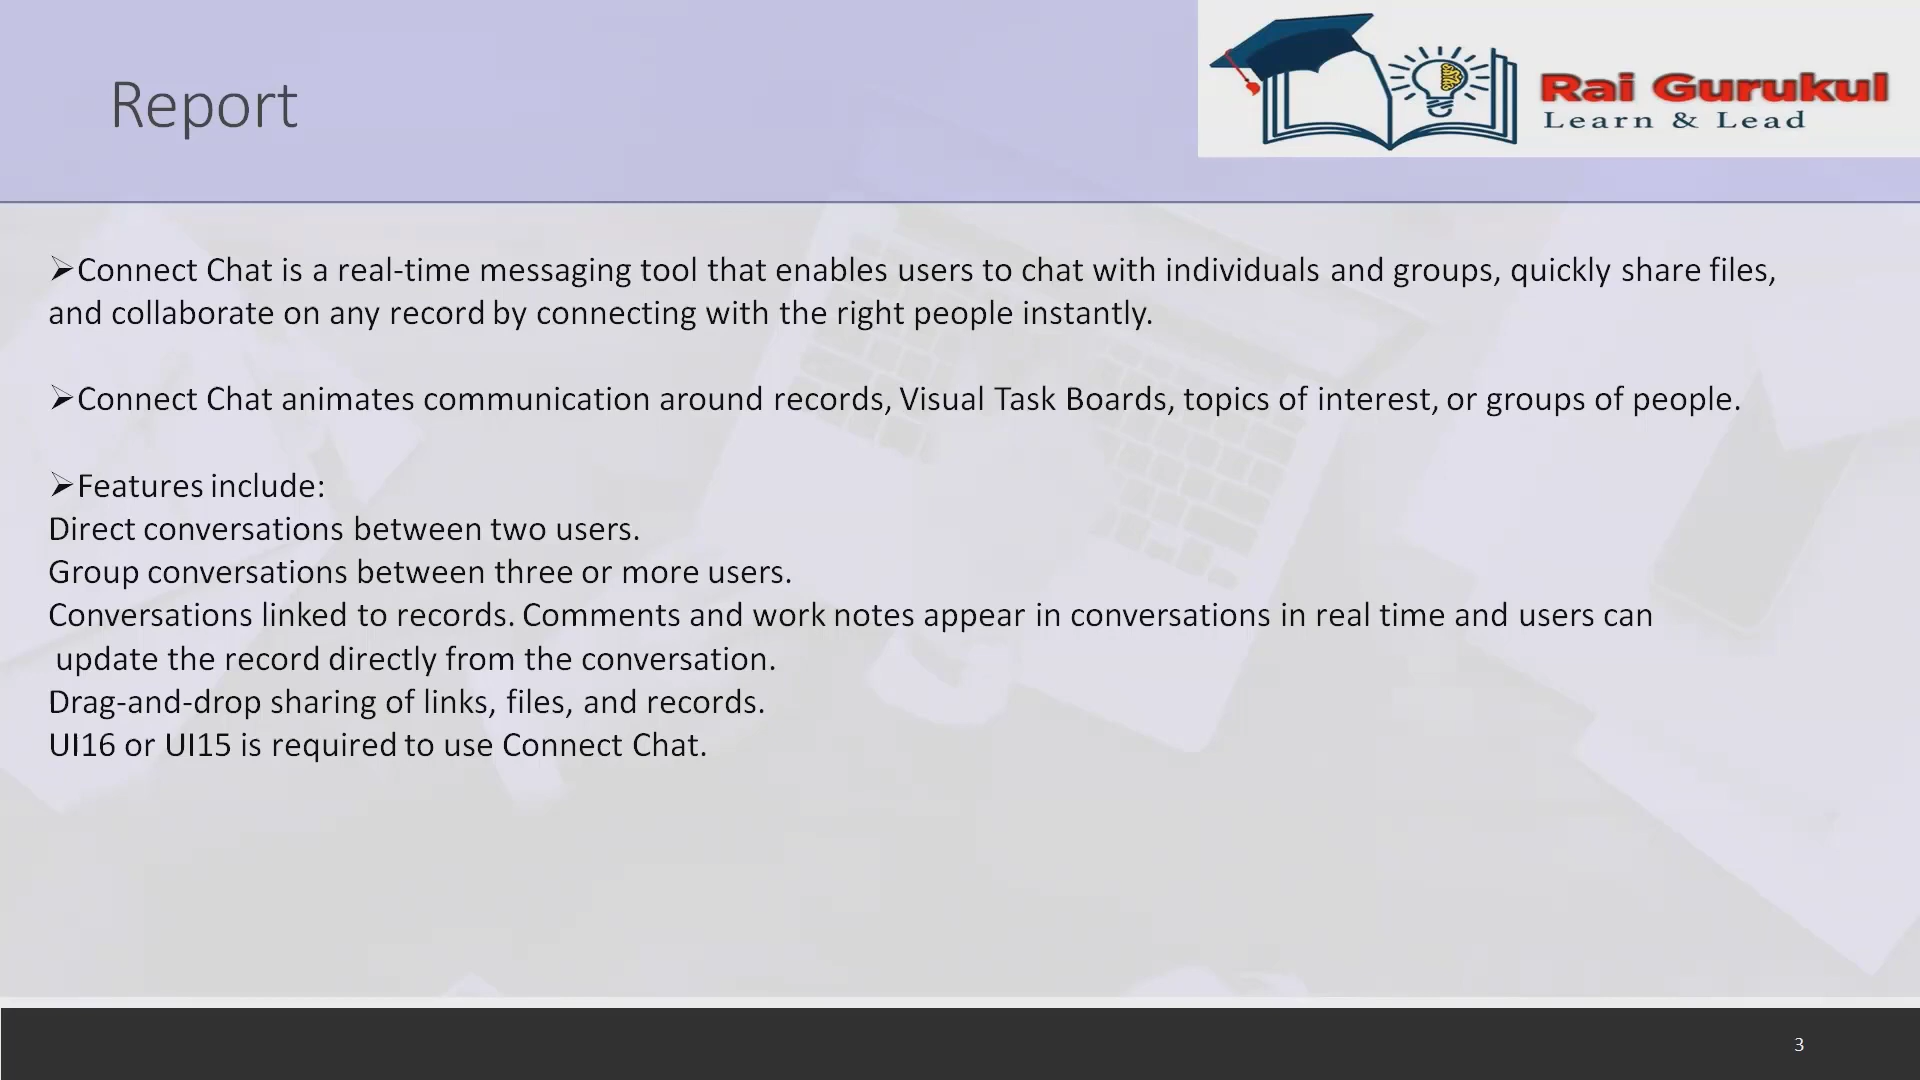 Report
Rai Gurukul
Learn & Lead
➢Connect Chat is a real-time messaging tool that enables users to chat with individuals and groups, quickly share files,
and collaborate on any record by connecting with the right people instantly.
➢Connect Chat animates communication around records, Visual Task Boards, topics of interest, or groups of people.
➢Features include:
Direct conversations between two users.
Group conversations between three or more users.
Conversations linked to records. Comments and work notes appear in conversations in real time and users can
update the record directly from the conversation.
Drag-and-drop sharing of links, files, and records.
UI16 or UI15 is required to use Connect Chat.
3